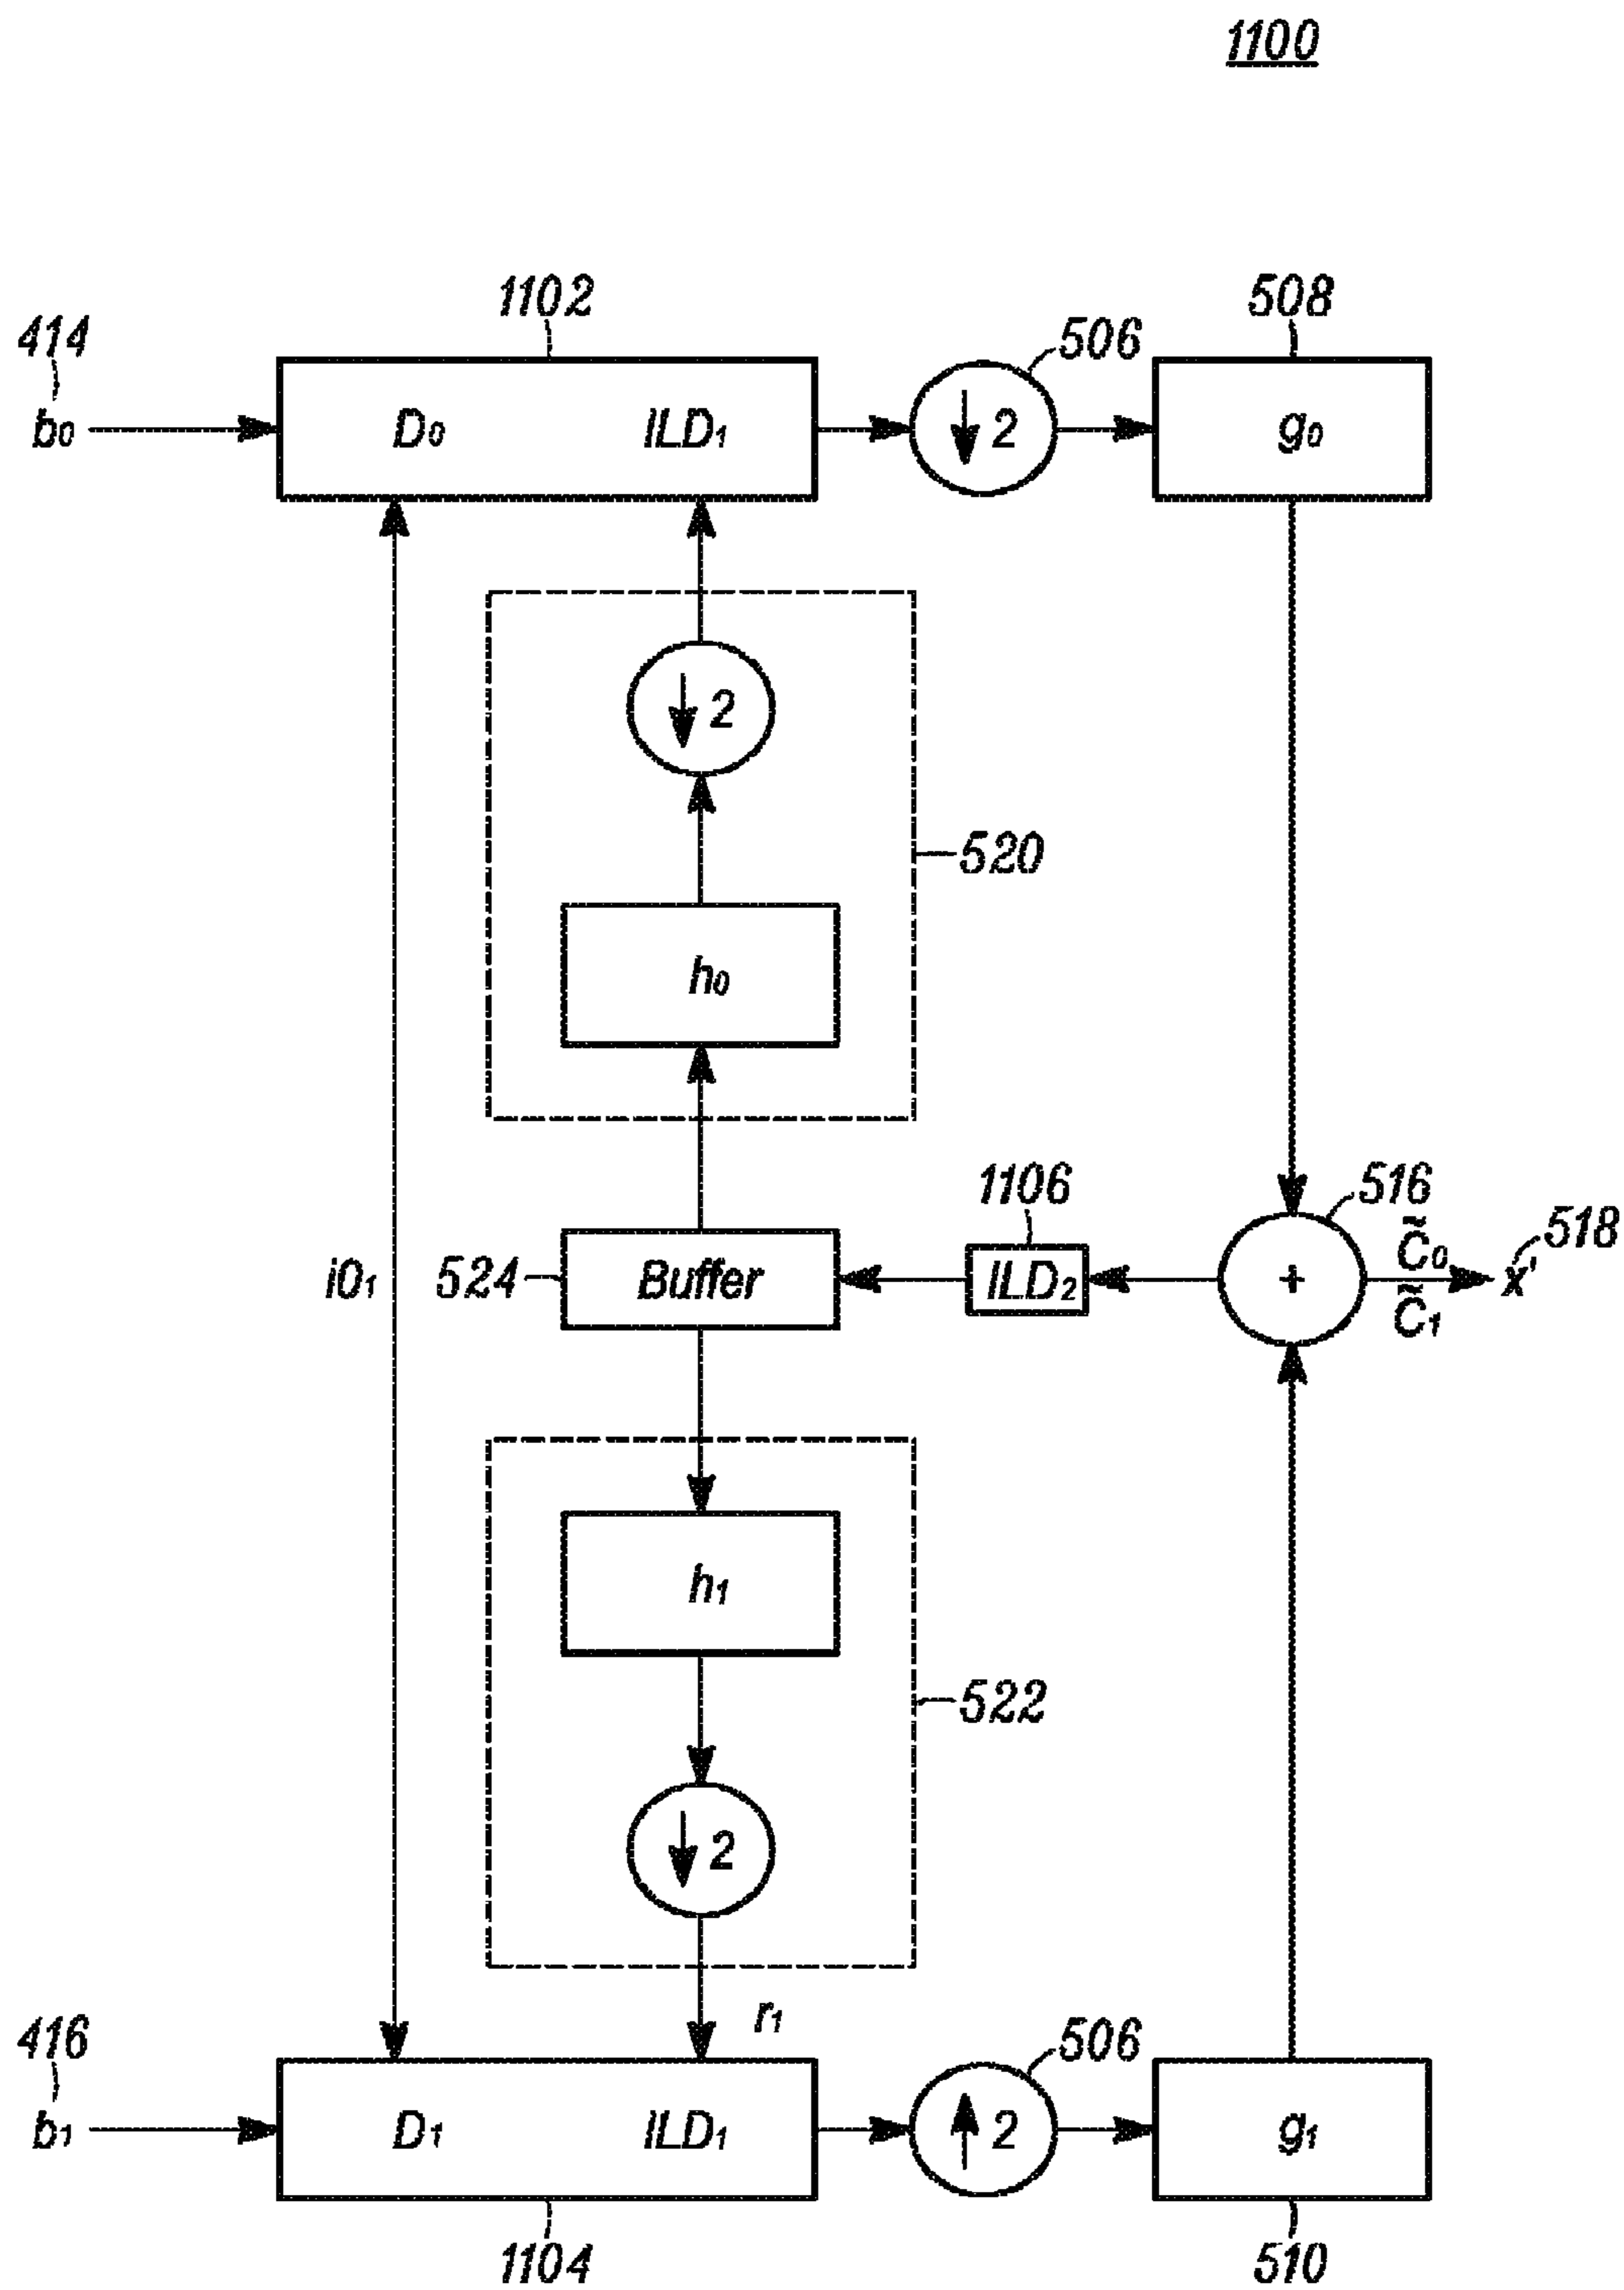 1100
1102
508
414
506
b₀
D₀ ILD₁
↓ 2
g₀
↓ 2
520
h₀
1106
516
C̃₀
518
i0₁
524
Buffer
ILD₂
+
x'
C̃₁
h₁
522
↓ 2
r₁
416
506
b₁
D₁ ILD₁
↑ 2
g₁
1104
510